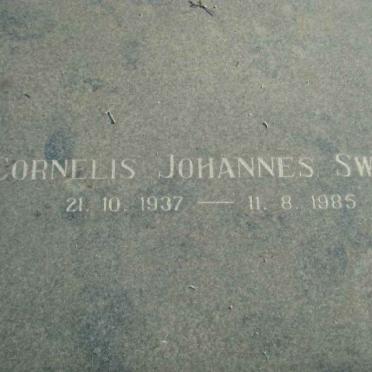 CORNELIS JOHANNES SW
21. 10. 1937 — 11. 8. 1985